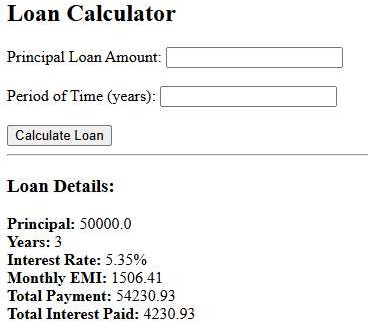 Loan Calculator
Principal Loan Amount:
Period of Time (years):
Calculate Loan
Loan Details:
Principal: 50000.0
Years: 3
Interest Rate: 5.35%
Monthly EMI: 1506.41
Total Payment: 54230.93
Total Interest Paid: 4230.93